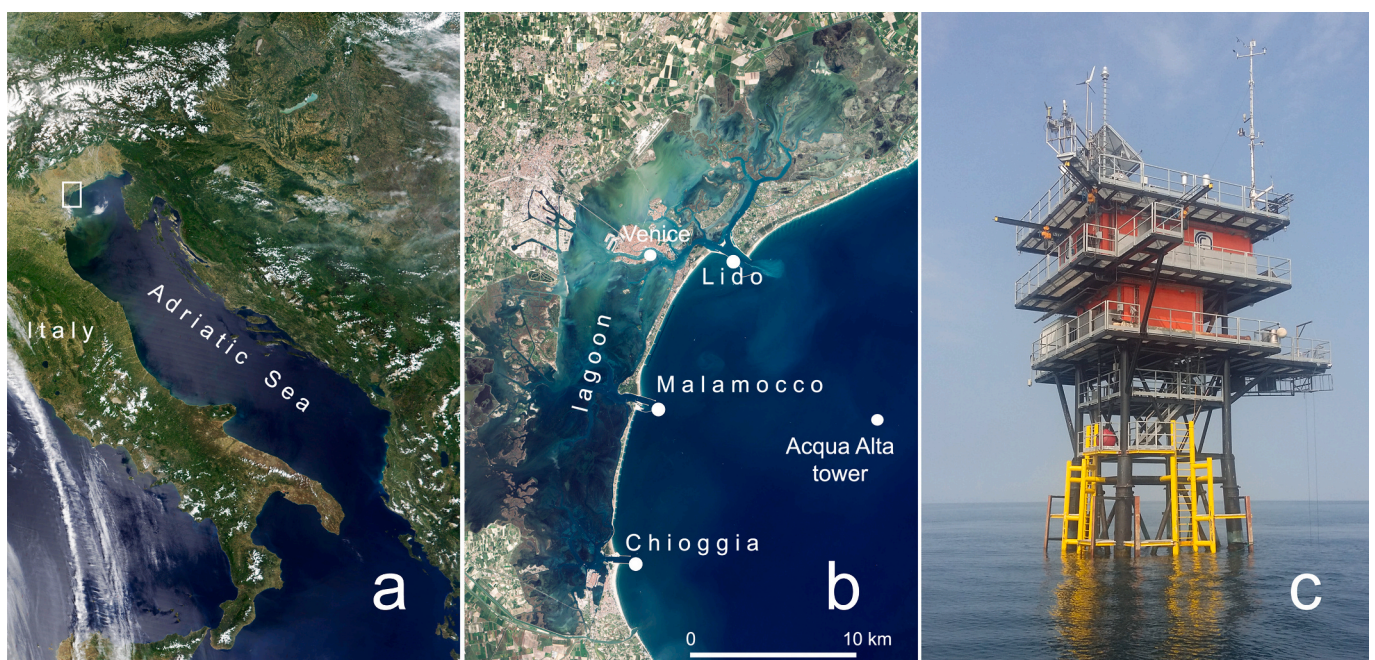 Italy
Adriatic Sea
a
Venice
Lido
lagoon
Malamocco
Acqua Alta
tower
Chioggia
b
0 10 km
c